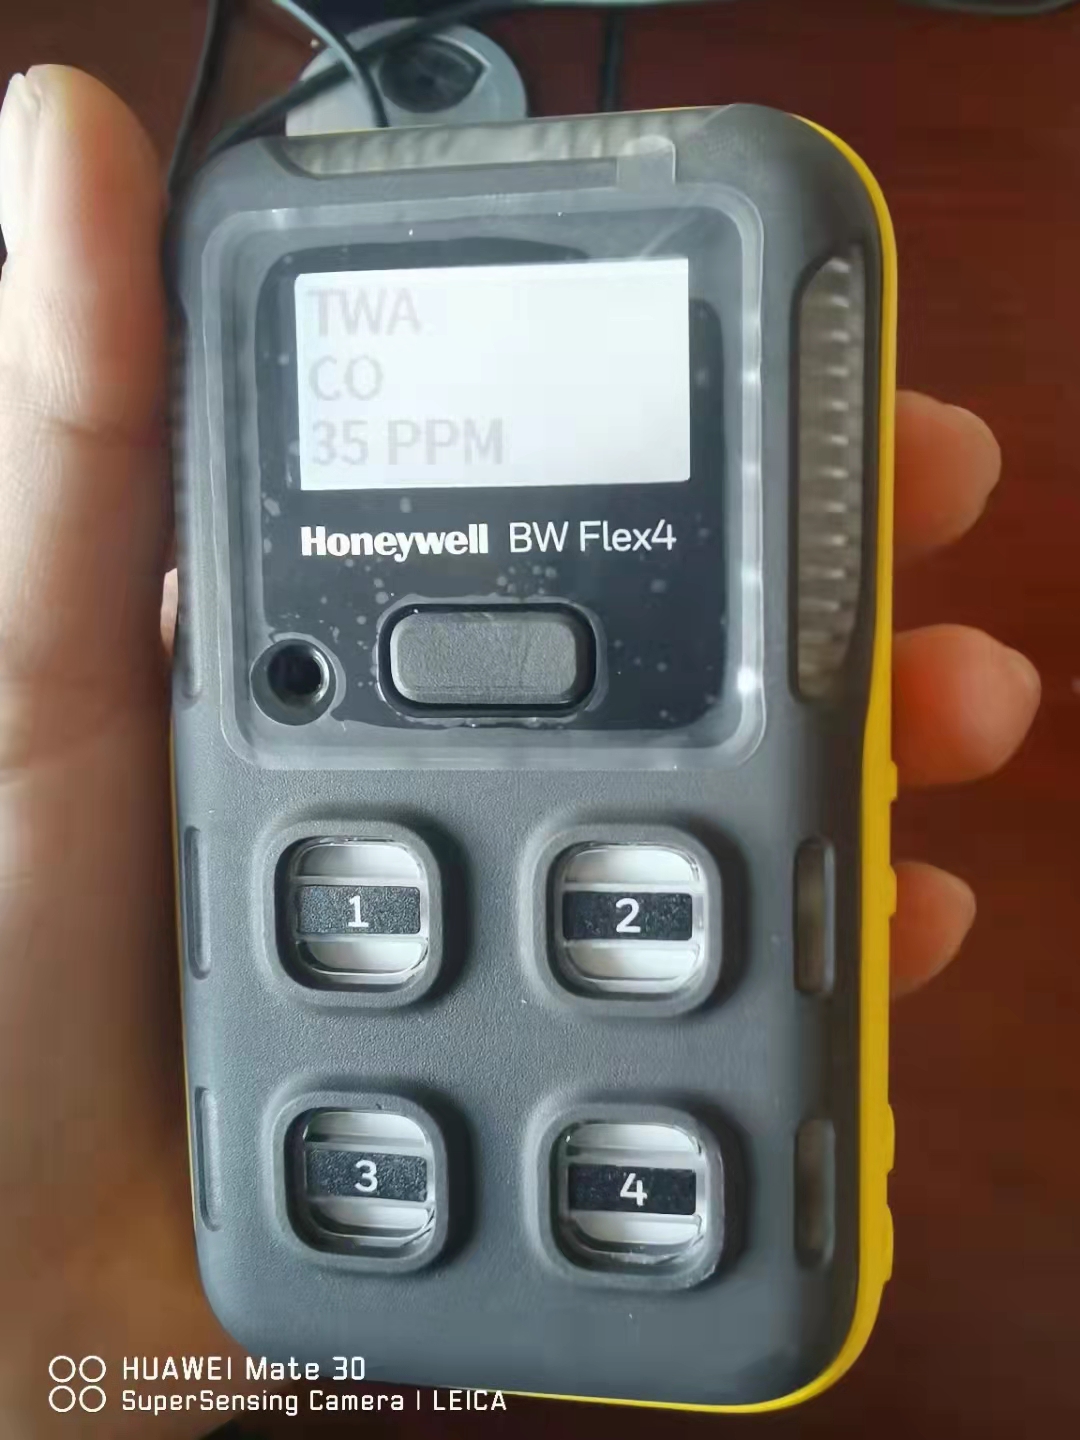 TWA
CO
35 PPM
Honeywell BW Flex4
1
2
3
4
HUAWEI Mate 30
SuperSensing Camera | LEICA